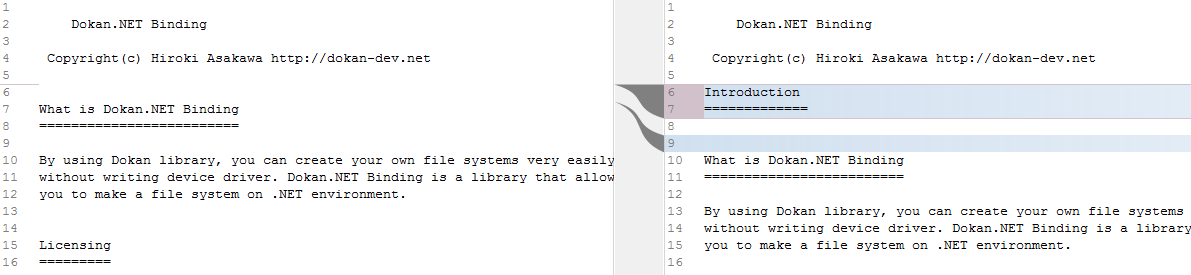 1
2 Dokan.NET Binding
3
4 Copyright(c) Hiroki Asakawa http://dokan-dev.net
5
6
7 What is Dokan.NET Binding
8 =========================
9
10 By using Dokan library, you can create your own file systems very easily
11 without writing device driver. Dokan.NET Binding is a library that allow
12 you to make a file system on .NET environment.
13
14
15 Licensing
16 =========
1
2 Dokan.NET Binding
3
4 Copyright(c) Hiroki Asakawa http://dokan-dev.net
5
6 Introduction
7 =============
8
9
10 What is Dokan.NET Binding
11 =========================
12
13 By using Dokan library, you can create your own file systems
14 without writing device driver. Dokan.NET Binding is a library
15 you to make a file system on .NET environment.
16